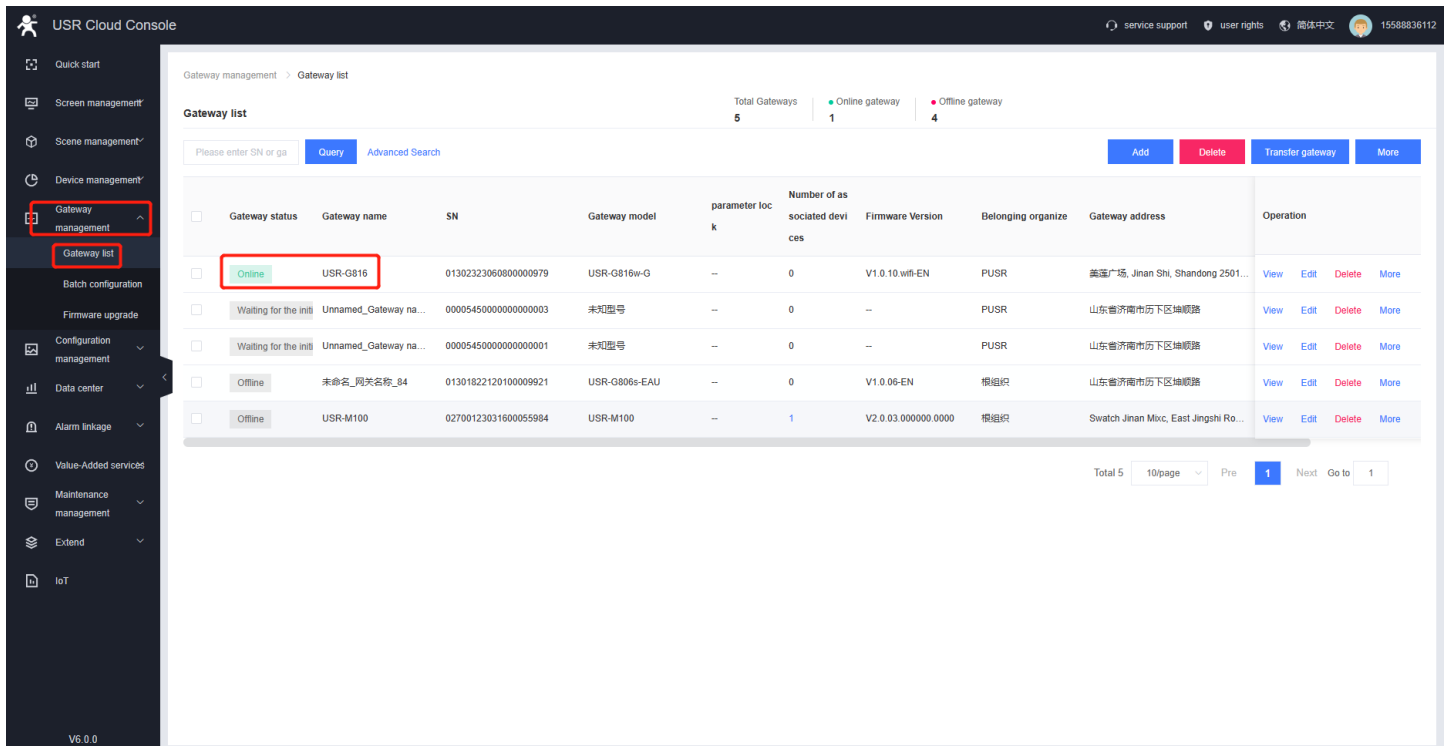 USR Cloud Console
service support
user rights
简体中文
15588836112
Quick start
Screen management
Scene management
Device management
Gateway
management
Gateway list
Batch configuration
Firmware upgrade
Configuration
management
Data center
Alarm linkage
Value-Added services
Maintenance
management
Extend
IoT
V6.0.0
Gateway management > Gateway list
Gateway list
Total Gateways
5
Online gateway
1
Offline gateway
4
Please enter SN or ga
Query
Advanced Search
Add
Delete
Transfer gateway
More
Gateway status
Gateway name
SN
Gateway model
parameter loc
k
Number of as
sociated devi
ces
Firmware Version
Belonging organize
Gateway address
Operation
Online USR-G816 01302323060800000979 USR-G816w-G -- 0 V1.0.10.wifi-EN PUSR 美莲广场, Jinan Shi, Shandong 2501... View Edit Delete More
Waiting for the initi Unnamed_Gateway na... 00005450000000000003 未知型号 -- 0 -- PUSR 山东省济南市历下区坤顺路 View Edit Delete More
Waiting for the initi Unnamed_Gateway na... 00005450000000000001 未知型号 -- 0 -- PUSR 山东省济南市历下区坤顺路 View Edit Delete More
Offline 未命名_网关名称_84 01301822120100009921 USR-G806s-EAU -- 0 V1.0.06-EN 根组织 山东省济南市历下区坤顺路 View Edit Delete More
Offline USR-M100 02700123031600055984 USR-M100 -- 1 V2.0.03.000000.0000 根组织 Swatch Jinan Mixc, East Jingshi Ro... View Edit Delete More
Total 5 10/page Pre 1 Next Go to 1